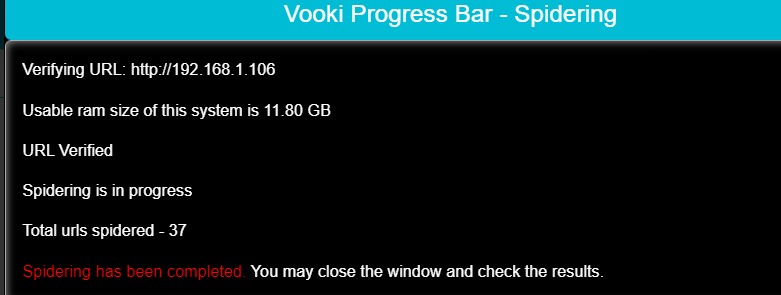 Vooki Progress Bar - Spidering
Verifying URL: http://192.168.1.106
Usable ram size of this system is 11.80 GB
URL Verified
Spidering is in progress
Total urls spidered - 37
Spidering has been completed. You may close the window and check the results.